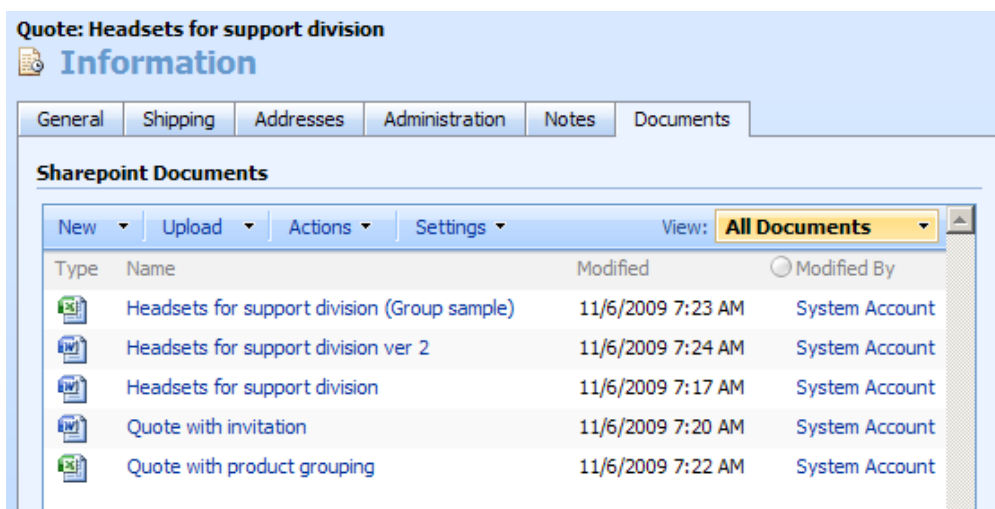 Quote: Headsets for support division
Information
General Shipping Addresses Administration Notes Documents
Sharepoint Documents
New Upload Actions Settings View: All Documents
Type Name Modified Modified By
Headsets for support division (Group sample) 11/6/2009 7:23 AM System Account
Headsets for support division ver 2 11/6/2009 7:24 AM System Account
Headsets for support division 11/6/2009 7:17 AM System Account
Quote with invitation 11/6/2009 7:20 AM System Account
Quote with product grouping 11/6/2009 7:22 AM System Account